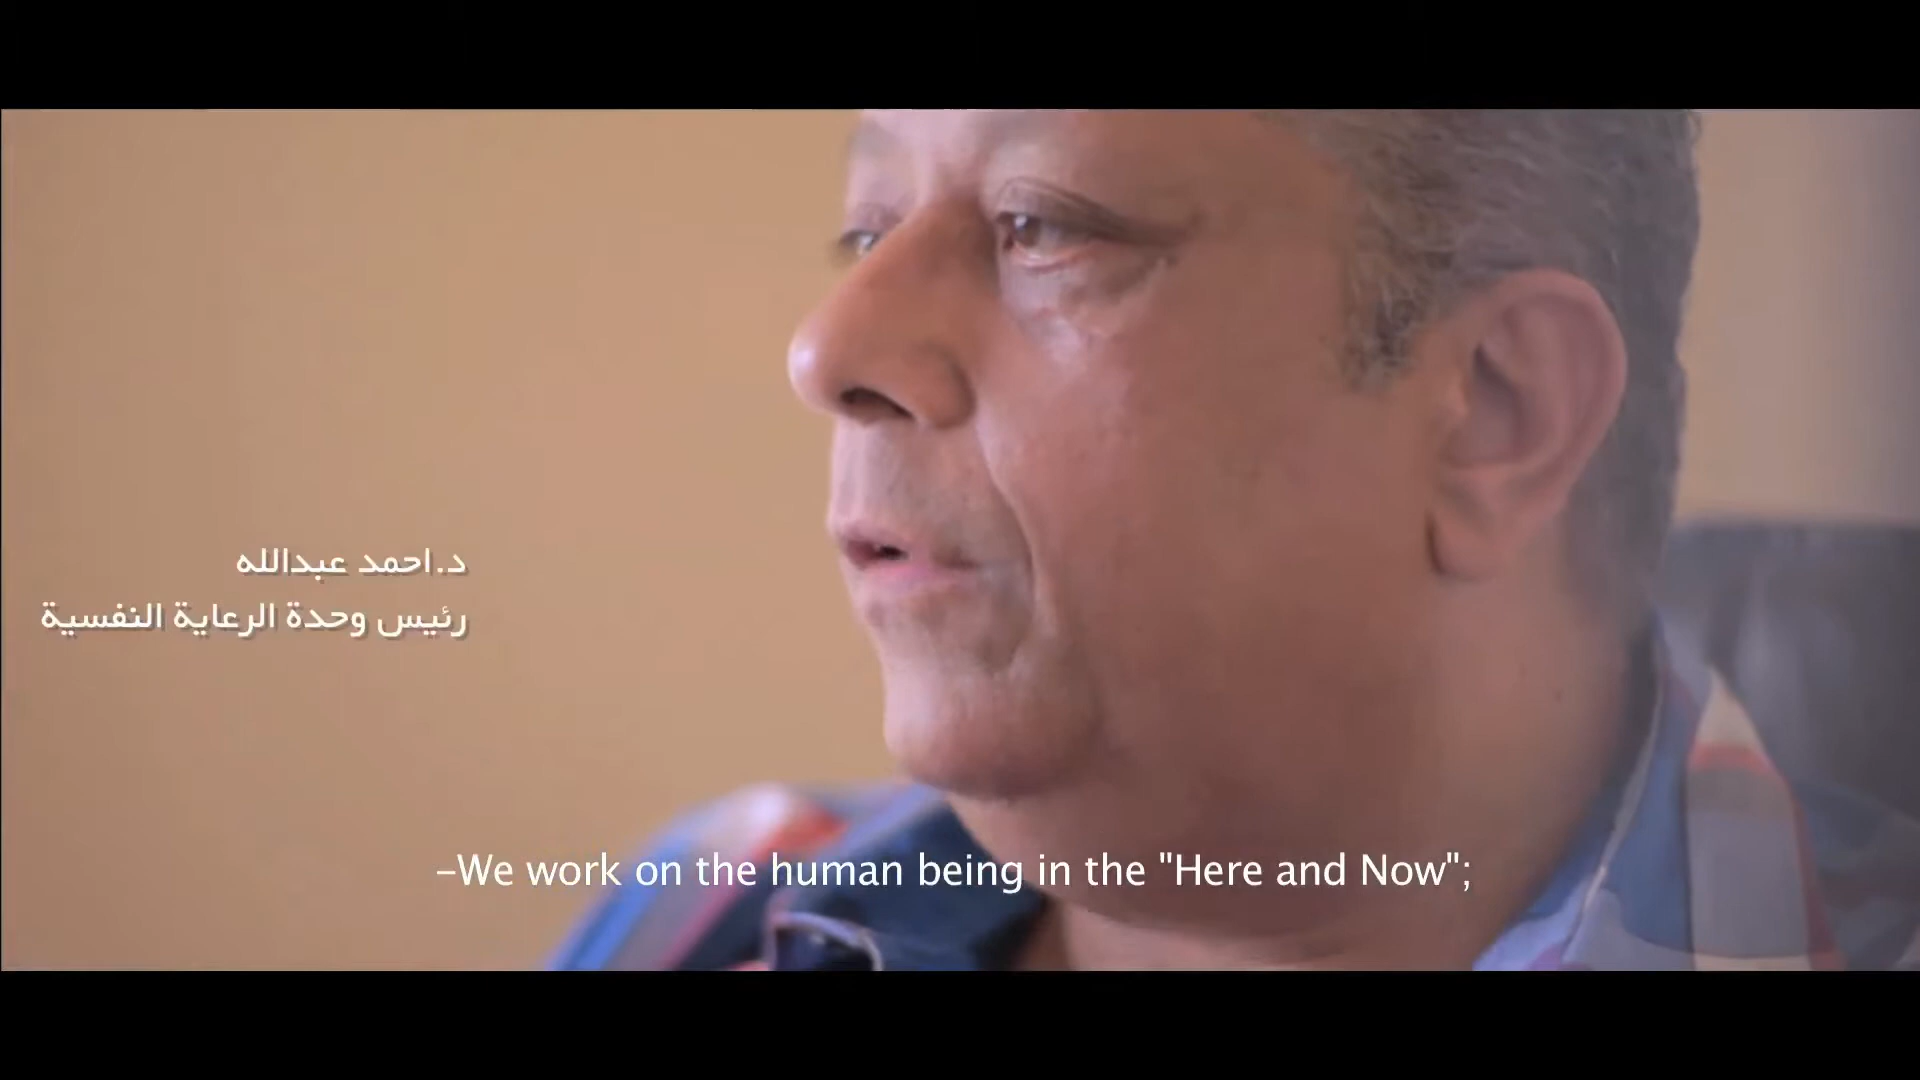 د.احمد عبدالله
رئيس وحدة الرعاية النفسية
–We work on the human being in the "Here and Now";